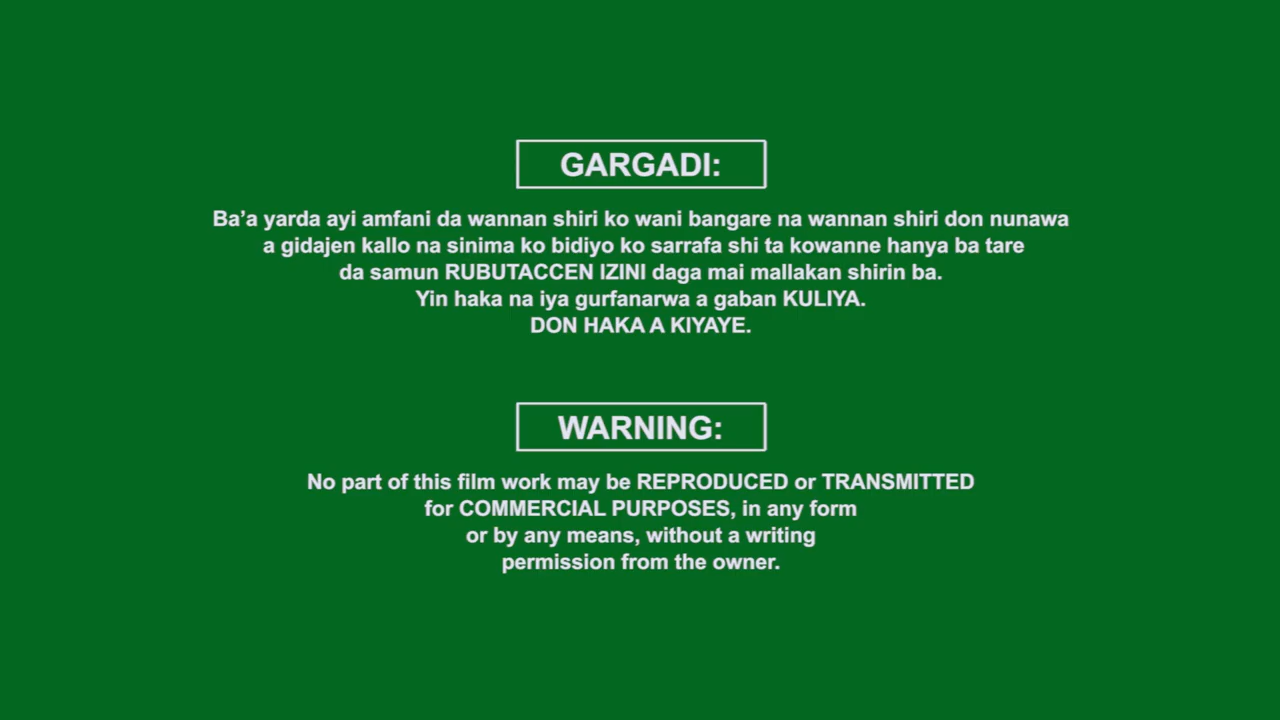 GARGADI:
Ba’a yarda ayi amfani da wannan shiri ko wani bangare na wannan shiri don nunawa
a gidajen kallo na sinima ko bidiyo ko sarrafa shi ta kowanne hanya ba tare
da samun RUBUTACCEN IZINI daga mai mallakan shirin ba.
Yin haka na iya gurfanarwa a gaban KULIYA.
DON HAKA A KIYAYE.
WARNING:
No part of this film work may be REPRODUCED or TRANSMITTED
for COMMERCIAL PURPOSES, in any form
or by any means, without a writing
permission from the owner.